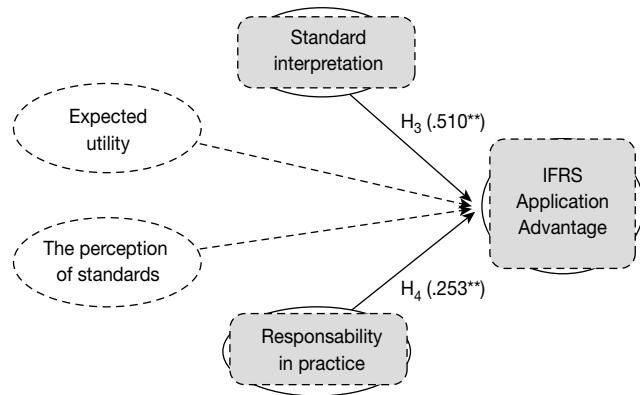 Standard
interpretation
Expected
utility
H3 (.510**)
IFRS
Application
Advantage
The perception
of standards
H4 (.253**)
Responsability
in practice